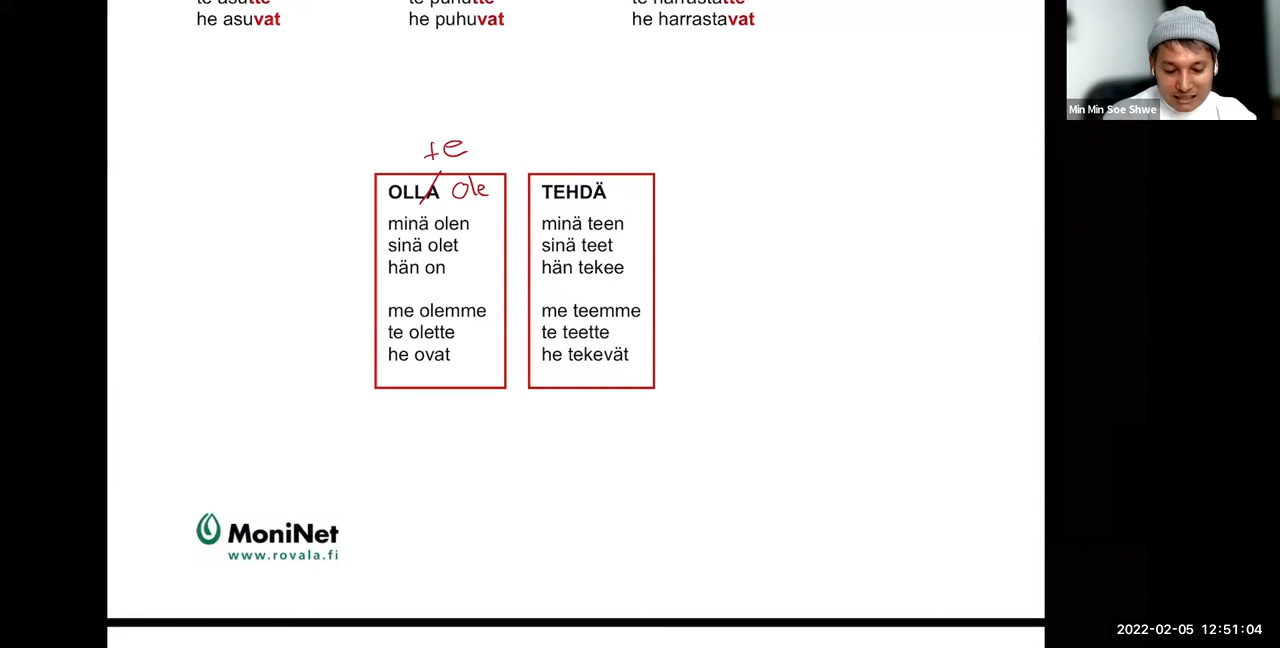 he asuvat
he puhuvat
he harrastavat
+e
OLLA ole
minä olen
sinä olet
hän on
me olemme
te olette
he ovat
TEHDÄ
minä teen
sinä teet
hän tekee
me teemme
te teette
he tekevät
MoniNet
www.rovala.fi
Min Min Soe Shwe
2022-02-05 12:51:04